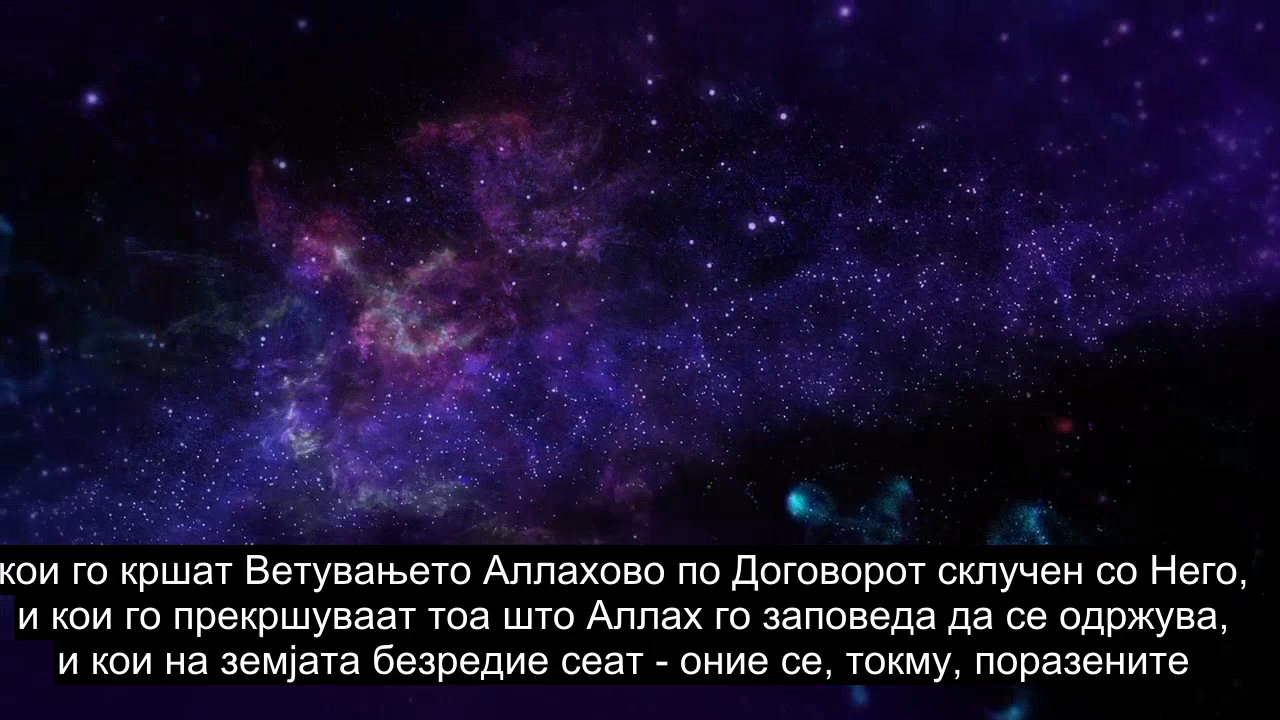 кои го кршат Ветувањето Аллахово по Договорот склучен со Него,
и кои го прекршуваат тоа што Аллах го заповеда да се одржува,
и кои на земјата безредие сеат - оние се, токму, поразените